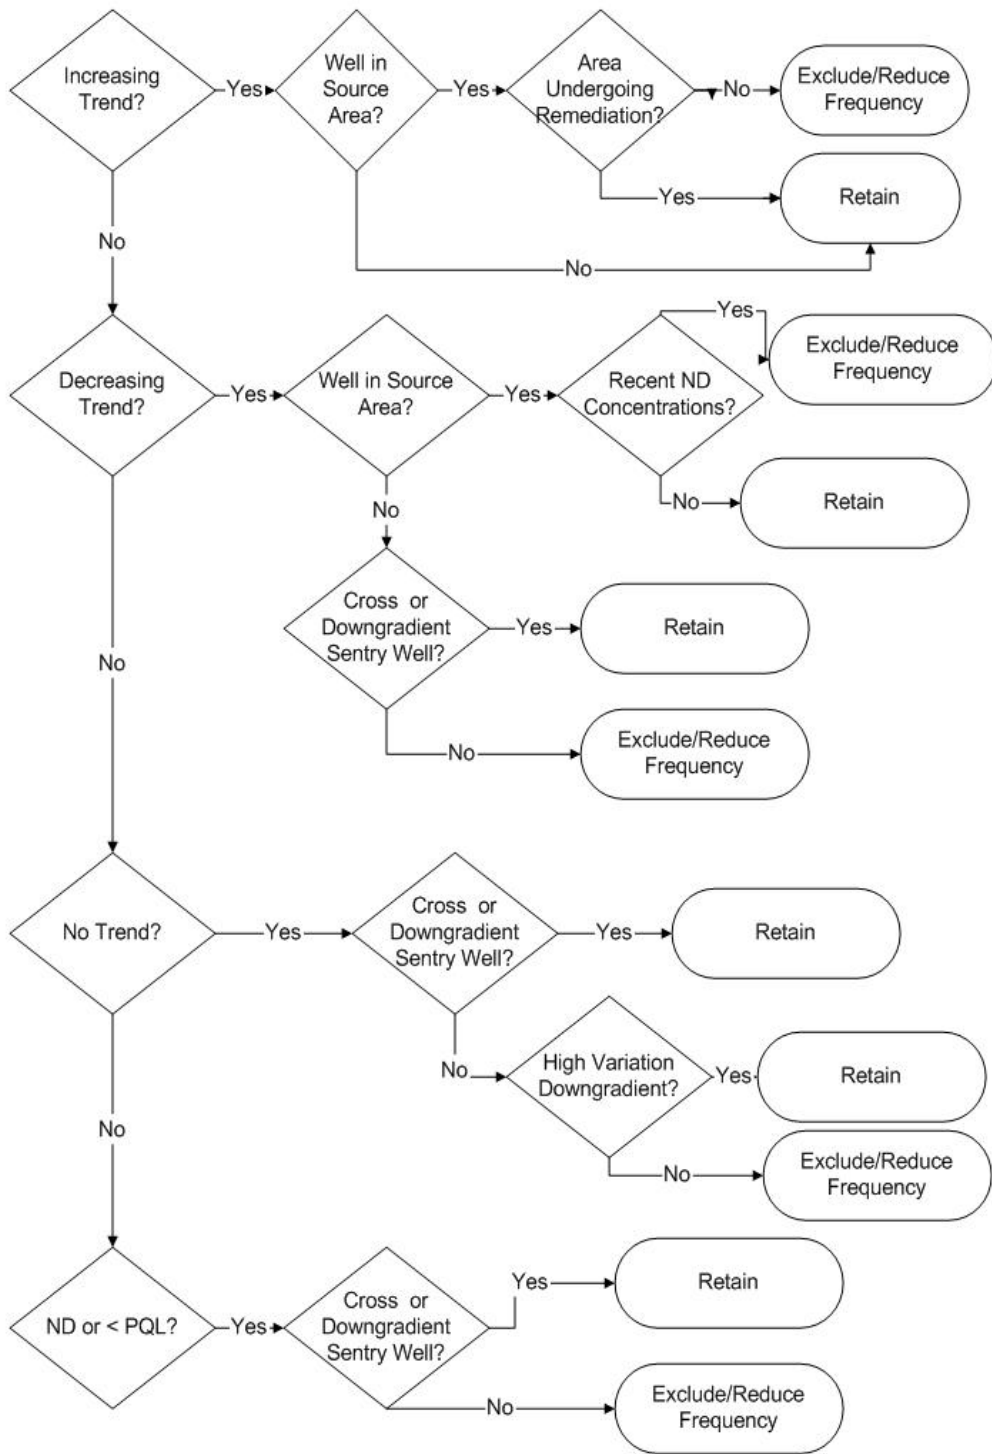 Increasing
Trend?
Yes
Well in
Source
Area?
Yes
Area
Undergoing
Remediation?
No
Exclude/Reduce
Frequency
Yes
Retain
No
No
Decreasing
Trend?
Yes
Well in Source
Area?
Yes
Recent ND
Concentrations?
Yes
Exclude/Reduce
Frequency
No
Retain
No
Cross or
Downgradient
Sentry Well?
Yes
Retain
No
Exclude/Reduce
Frequency
No
No Trend?
Yes
Cross or
Downgradient
Sentry Well?
Yes
Retain
No
High Variation
Downgradient?
Yes
Retain
No
Exclude/Reduce
Frequency
No
ND or < PQL?
Yes
Cross or
Downgradient
Sentry Well?
Yes
Retain
No
Exclude/Reduce
Frequency